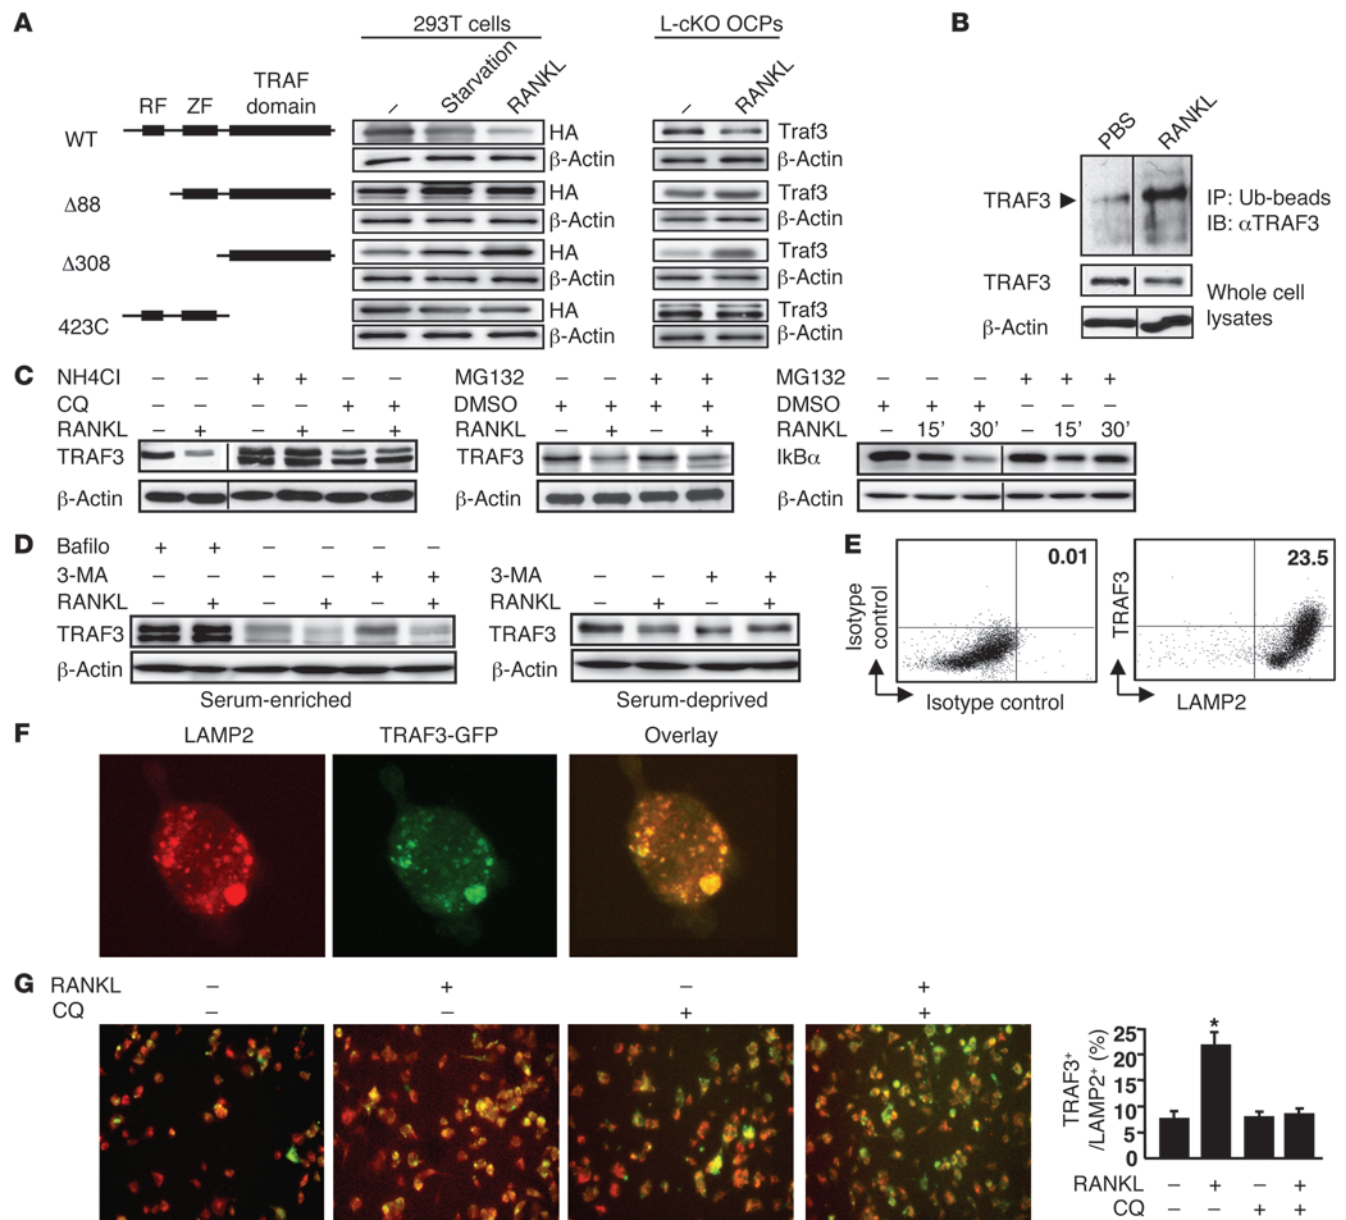 A
293T cells
L-cKO OCPs
RF ZF TRAF domain
– Starvation RANKL
– RANKL
WT
HA
β-Actin
Traf3
β-Actin
Δ88
HA
β-Actin
Traf3
β-Actin
Δ308
HA
β-Actin
Traf3
β-Actin
423C
HA
β-Actin
Traf3
β-Actin
B
PBS RANKL
TRAF3
IP: Ub-beads
IB: αTRAF3
TRAF3
β-Actin
Whole cell
lysates
C
NH4Cl – – + + – –
CQ – – – – + +
RANKL – + – + – +
TRAF3
β-Actin
MG132 – – + +
DMSO + + + +
RANKL – + – +
TRAF3
β-Actin
MG132 – – – + + +
DMSO + + + – – –
RANKL – 15' 30' – 15' 30'
IkBα
β-Actin
D
Bafilo + + – – – –
3-MA – – – – + +
RANKL – + – + – +
TRAF3
β-Actin
Serum-enriched
3-MA – – + +
RANKL – + – +
TRAF3
β-Actin
Serum-deprived
E
0.01
Isotype
control
Isotype control
23.5
TRAF3
LAMP2
F
LAMP2 TRAF3-GFP Overlay
G
RANKL – + – +
CQ – – + +
TRAF3+
/LAMP2+ (%)
25
20
15
10
5
0
*
RANKL – + – +
CQ – – + +